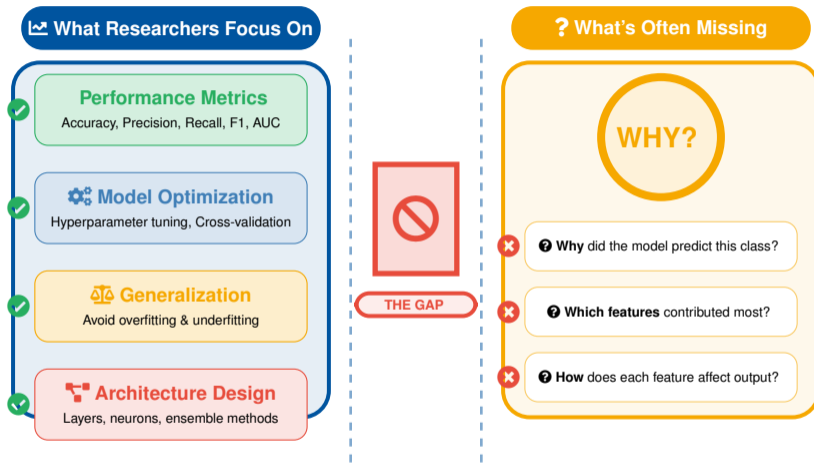 What Researchers Focus On
Performance Metrics
Accuracy, Precision, Recall, F1, AUC
Model Optimization
Hyperparameter tuning, Cross-validation
Generalization
Avoid overfitting & underfitting
Architecture Design
Layers, neurons, ensemble methods
THE GAP
? What's Often Missing
WHY?
? Why did the model predict this class?
? Which features contributed most?
? How does each feature affect output?